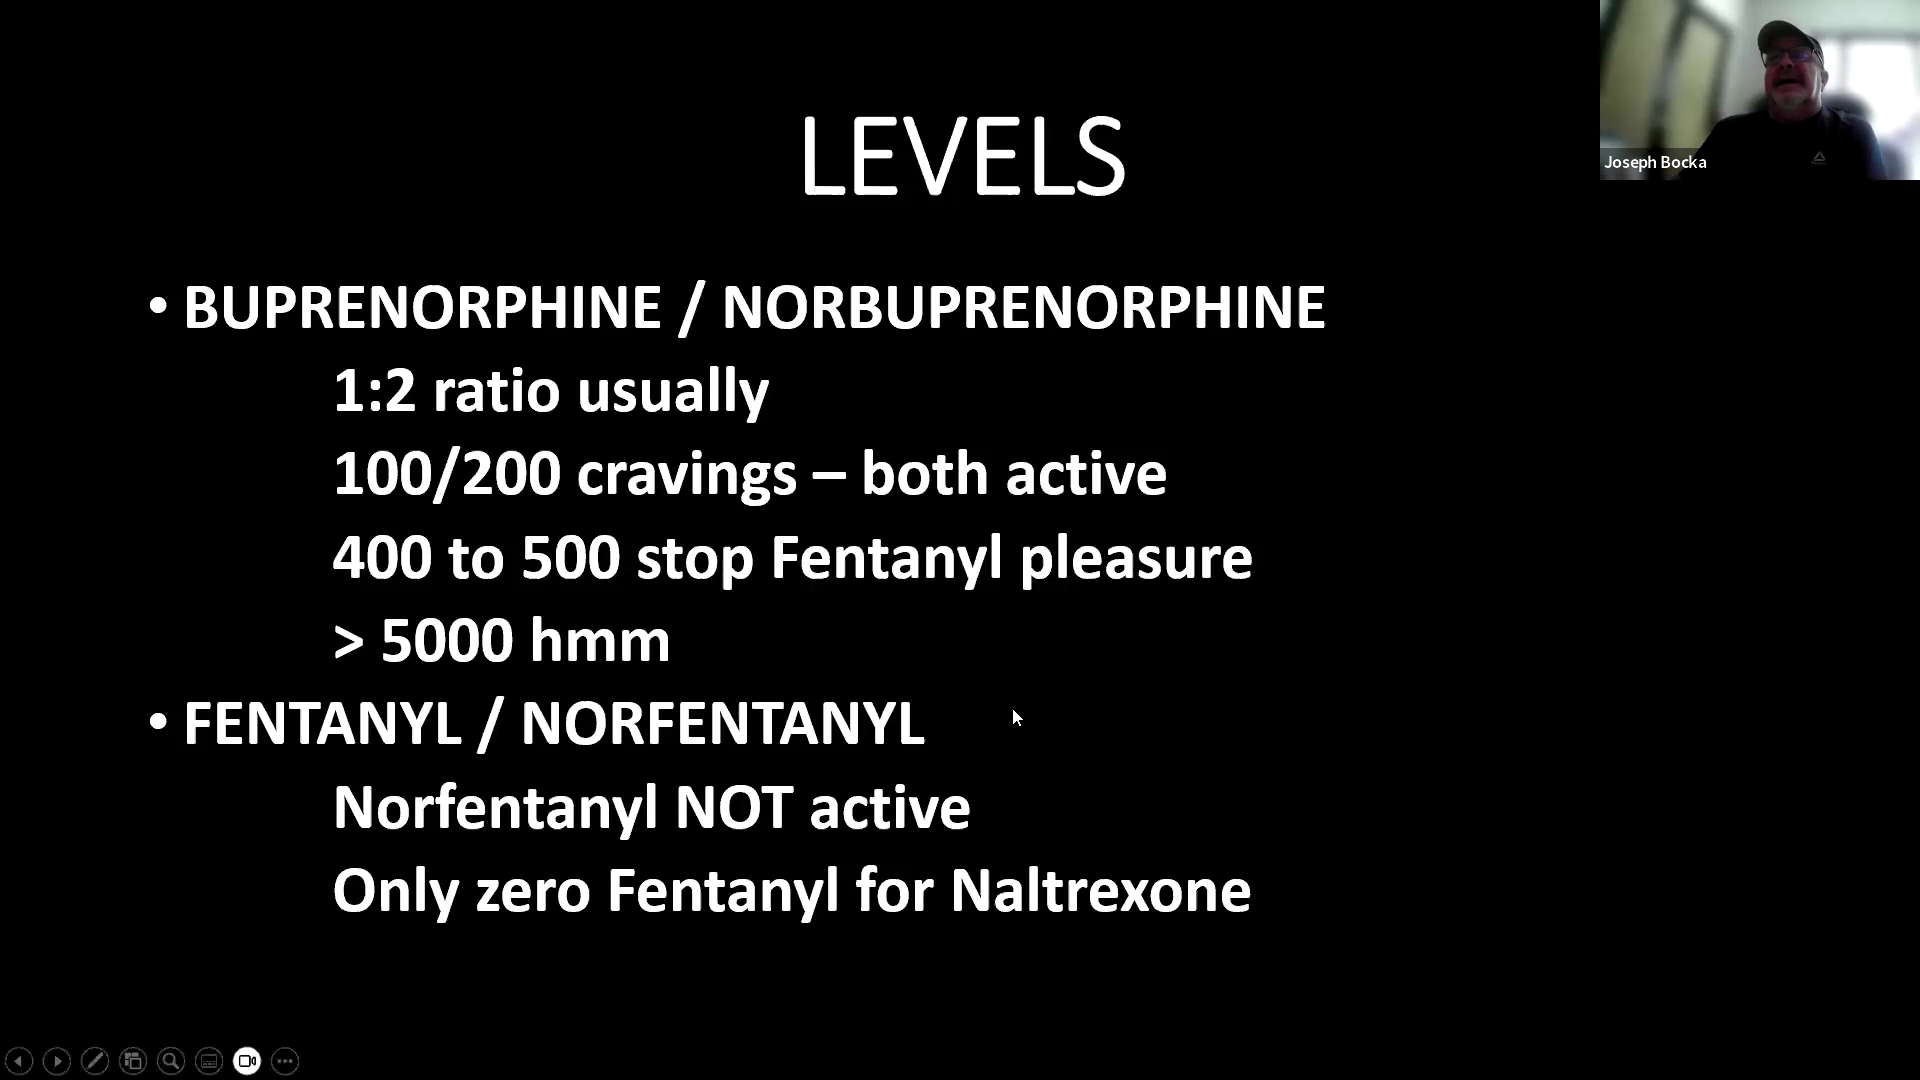 LEVELS
Joseph Bocka
• BUPRENORPHINE / NORBUPRENORPHINE
1:2 ratio usually
100/200 cravings – both active
400 to 500 stop Fentanyl pleasure
> 5000 hmm
• FENTANYL / NORFENTANYL
Norfentanyl NOT active
Only zero Fentanyl for Naltrexone